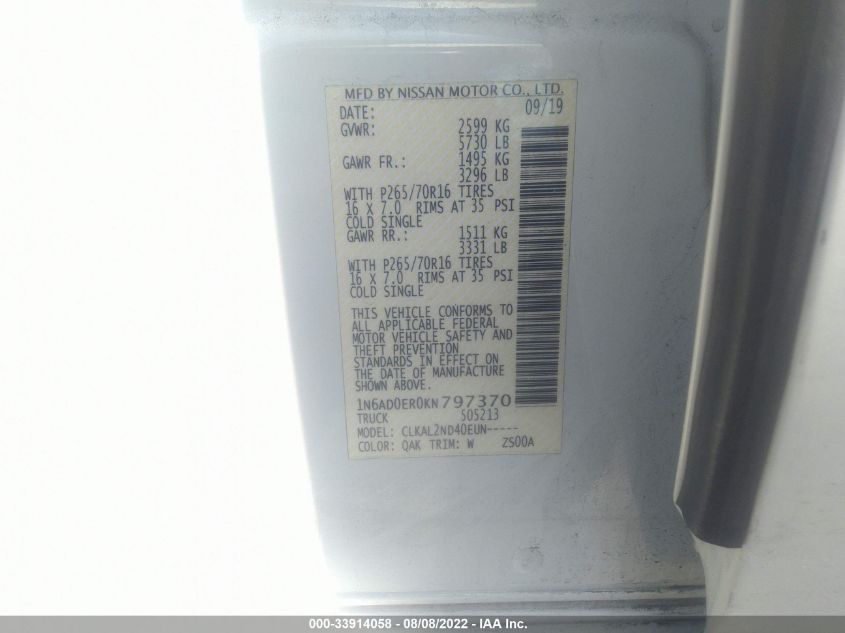 MFD BY NISSAN MOTOR CO., LTD.
DATE: 09/19
GVWR: 2599 KG
5730 LB
GAWR FR.: 1495 KG
3296 LB
WITH P265/70R16 TIRES
16 X 7.0 RIMS AT 35 PSI
COLD SINGLE
GAWR RR.: 1511 KG
3331 LB
WITH P265/70R16 TIRES
16 X 7.0 RIMS AT 35 PSI
COLD SINGLE
THIS VEHICLE CONFORMS TO
ALL APPLICABLE FEDERAL
MOTOR VEHICLE SAFETY AND
THEFT PREVENTION
STANDARDS IN EFFECT ON
THE DATE OF MANUFACTURE
SHOWN ABOVE.
1N6AD0ER0KN797370
TRUCK S05213
MODEL: CLKAL2ND40EUN-----
COLOR: QAK TRIM: W ZS00A
000-33914058 - 08/08/2022 - IAA Inc.